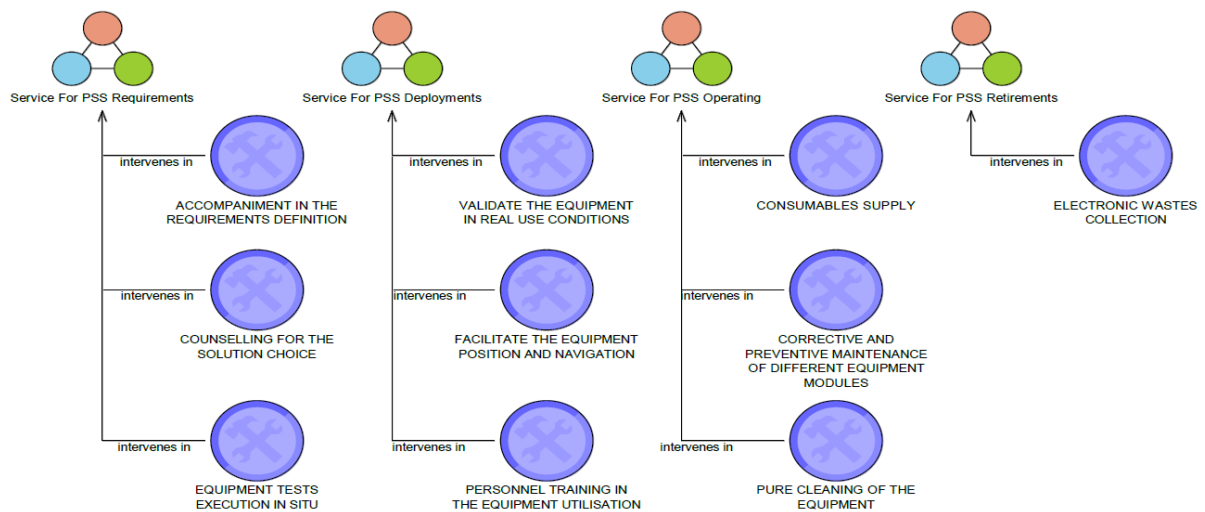 Service For PSS Requirements
Service For PSS Deployments
Service For PSS Operating
Service For PSS Retirements
intervenes in
intervenes in
intervenes in
intervenes in
ACCOMPANIMENT IN THE
REQUIREMENTS DEFINITION
VALIDATE THE EQUIPMENT
IN REAL USE CONDITIONS
CONSUMABLES SUPPLY
ELECTRONIC WASTES
COLLECTION
intervenes in
intervenes in
intervenes in
COUNSELLING FOR THE
SOLUTION CHOICE
FACILITATE THE EQUIPMENT
POSITION AND NAVIGATION
CORRECTIVE AND
PREVENTIVE MAINTENANCE
OF DIFFERENT EQUIPMENT
MODULES
intervenes in
intervenes in
intervenes in
EQUIPMENT TESTS
EXECUTION IN SITU
PERSONNEL TRAINING IN
THE EQUIPMENT UTILISATION
PURE CLEANING OF THE
EQUIPMENT